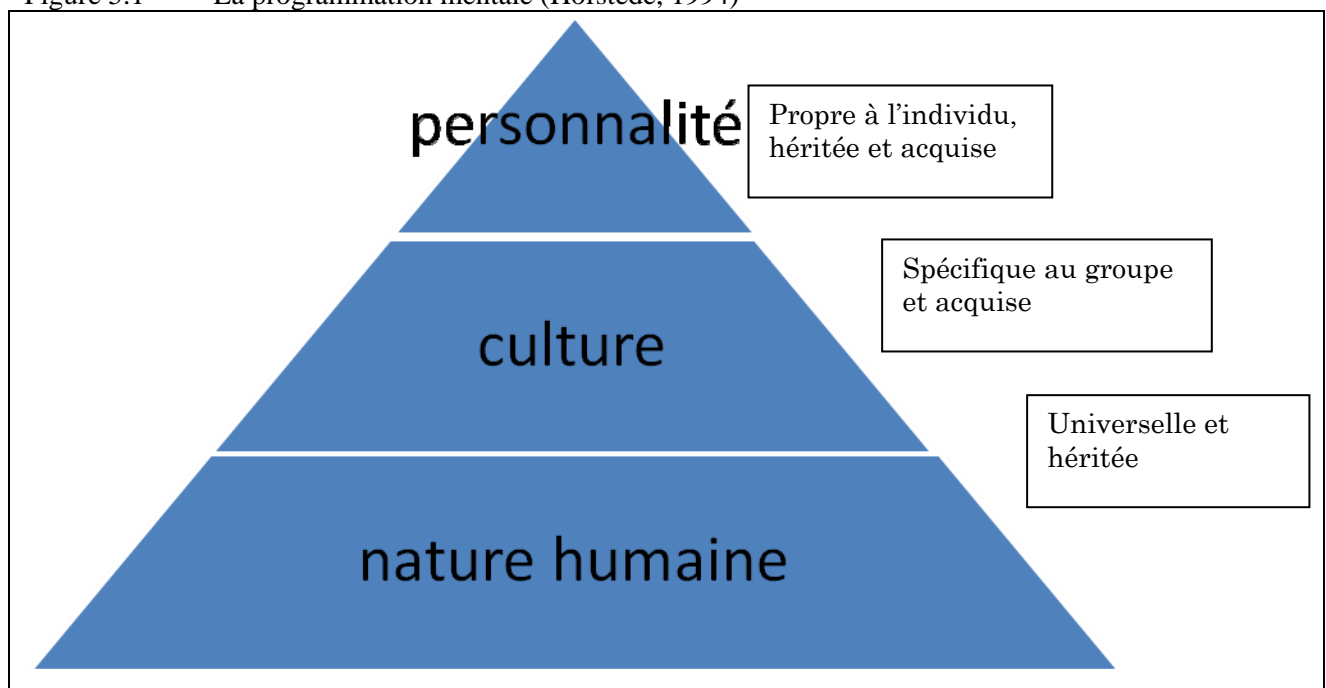 Figure 3.1 La programmation mentale (Hofstede, 1994)
personnalité
Propre à l’individu,
héritée et acquise
Spécifique au groupe
et acquise
culture
Universelle et
héritée
nature humaine